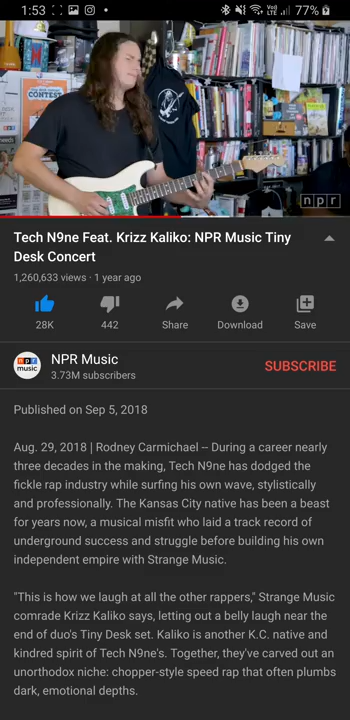 1:53
VoJ
LTE
77%
CONTEST
npr
Tech N9ne Feat. Krizz Kaliko: NPR Music Tiny
Desk Concert
1,260,633 views · 1 year ago
28K
442
Share
Download
Save
npr
music
NPR Music
3.73M subscribers
SUBSCRIBE
Published on Sep 5, 2018
Aug. 29, 2018 | Rodney Carmichael -- During a career nearly
three decades in the making, Tech N9ne has dodged the
fickle rap industry while surfing his own wave, stylistically
and professionally. The Kansas City native has been a beast
for years now, a musical misfit who laid a track record of
underground success and struggle before building his own
independent empire with Strange Music.
"This is how we laugh at all the other rappers," Strange Music
comrade Krizz Kaliko says, letting out a belly laugh near the
end of duo's Tiny Desk set. Kaliko is another K.C. native and
kindred spirit of Tech N9ne's. Together, they've carved out an
unorthodox niche: chopper-style speed rap that often plumbs
dark, emotional depths.